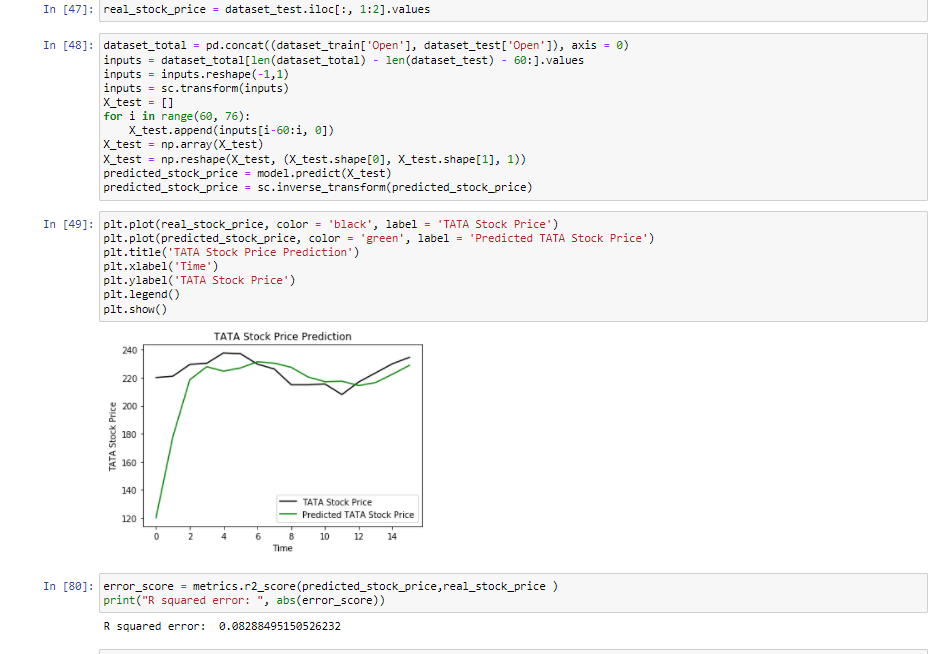 In [47]: real_stock_price = dataset_test.iloc[:, 1:2].values
In [48]: dataset_total = pd.concat((dataset_train['Open'], dataset_test['Open']), axis = 0)
inputs = dataset_total[len(dataset_total) - len(dataset_test) - 60:].values
inputs = inputs.reshape(-1,1)
inputs = sc.transform(inputs)
X_test = []
for i in range(60, 76):
    X_test.append(inputs[i-60:i, 0])
X_test = np.array(X_test)
X_test = np.reshape(X_test, (X_test.shape[0], X_test.shape[1], 1))
predicted_stock_price = model.predict(X_test)
predicted_stock_price = sc.inverse_transform(predicted_stock_price)
In [49]: plt.plot(real_stock_price, color = 'black', label = 'TATA Stock Price')
plt.plot(predicted_stock_price, color = 'green', label = 'Predicted TATA Stock Price')
plt.title('TATA Stock Price Prediction')
plt.xlabel('Time')
plt.ylabel('TATA Stock Price')
plt.legend()
plt.show()
TATA Stock Price Prediction
240
220
200
180
160
140
120
TATA Stock Price
TATA Stock Price
Predicted TATA Stock Price
0 2 4 6 8 10 12 14
Time
In [80]: error_score = metrics.r2_score(predicted_stock_price,real_stock_price )
print("R squared error: ", abs(error_score))
R squared error:  0.08288495150526232